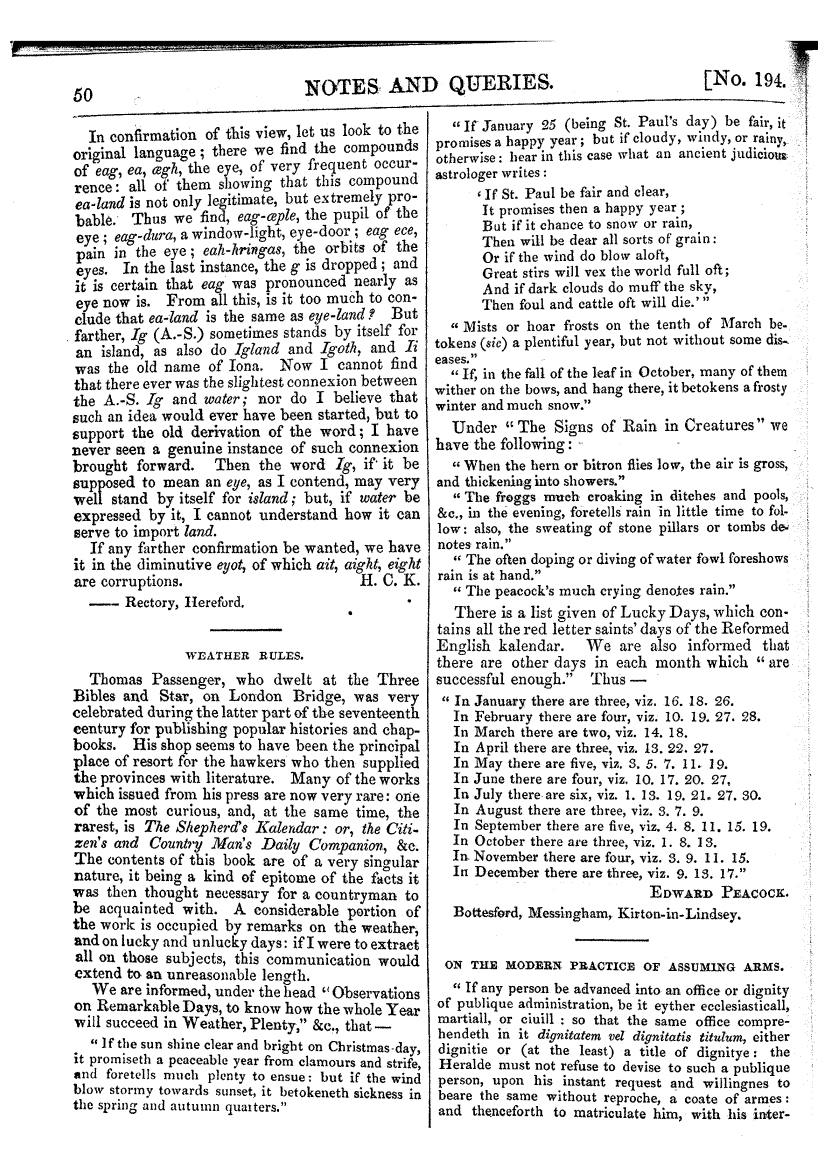 50
NOTES AND QUERIES.
[No. 194.
In confirmation of this view, let us look to the
original language; there we find the compounds
of eag, ea, œgh, the eye, of very frequent occur-
rence: all of them showing that this compound
ea-land is not only legitimate, but extremely pro-
bable. Thus we find, eag-œple, the pupil of the
eye; eag-dura, a window-light, eye-door; eag ece,
pain in the eye; eah-hringas, the orbits of the
eyes. In the last instance, the g is dropped; and
it is certain that eag was pronounced nearly as
eye now is. From all this, is it too much to con-
clude that ea-land is the same as eye-land? But
farther, Ig (A.-S.) sometimes stands by itself for
an island, as also do Igland and Igoth, and Ii
was the old name of Iona. Now I cannot find
that there ever was the slightest connexion between
the A.-S. Ig and water; nor do I believe that
such an idea would ever have been started, but to
support the old derivation of the word; I have
never seen a genuine instance of such connexion
brought forward. Then the word Ig, if it be
supposed to mean an eye, as I contend, may very
well stand by itself for island; but, if water be
expressed by it, I cannot understand how it can
serve to import land.
If any farther confirmation be wanted, we have
it in the diminutive eyot, of which ait, aight, eight
are corruptions. H. C. K.
—— Rectory, Hereford.
WEATHER RULES.
Thomas Passenger, who dwelt at the Three
Bibles and Star, on London Bridge, was very
celebrated during the latter part of the seventeenth
century for publishing popular histories and chap-
books. His shop seems to have been the principal
place of resort for the hawkers who then supplied
the provinces with literature. Many of the works
which issued from his press are now very rare: one
of the most curious, and, at the same time, the
rarest, is The Shepherd's Kalendar: or, the Citi-
zen's and Country Man's Daily Companion, &c.
The contents of this book are of a very singular
nature, it being a kind of epitome of the facts it
was then thought necessary for a countryman to
be acquainted with. A considerable portion of
the work is occupied by remarks on the weather,
and on lucky and unlucky days: if I were to extract
all on those subjects, this communication would
extend to an unreasonable length.
We are informed, under the head "Observations
on Remarkable Days, to know how the whole Year
will succeed in Weather, Plenty," &c., that—
"If the sun shine clear and bright on Christmas-day,
it promiseth a peaceable year from clamours and strife,
and foretells much plenty to ensue: but if the wind
blow stormy towards sunset, it betokeneth sickness in
the spring and autumn quarters."
"If January 25 (being St. Paul's day) be fair, it
promises a happy year; but if cloudy, windy, or rainy,
otherwise: hear in this case what an ancient judicious
astrologer writes:
'If St. Paul be fair and clear,
It promises then a happy year;
But if it chance to snow or rain,
Then will be dear all sorts of grain:
Or if the wind do blow aloft,
Great stirs will vex the world full oft;
And if dark clouds do muff the sky,
Then foul and cattle oft will die.'"
"Mists or hoar frosts on the tenth of March be-
tokens (sic) a plentiful year, but not without some dis-
eases."
"If, in the fall of the leaf in October, many of them
wither on the bows, and hang there, it betokens a frosty
winter and much snow."
Under "The Signs of Rain in Creatures" we
have the following:
"When the hern or bitron flies low, the air is gross,
and thickening into showers."
"The froggs much croaking in ditches and pools,
&c., in the evening, foretells rain in little time to fol-
low: also, the sweating of stone pillars or tombs de-
notes rain."
"The often doping or diving of water fowl foreshows
rain is at hand."
"The peacock's much crying denotes rain."
There is a list given of Lucky Days, which con-
tains all the red letter saints' days of the Reformed
English kalendar. We are also informed that
there are other days in each month which "are
successful enough." Thus—
"In January there are three, viz. 16. 18. 26.
In February there are four, viz. 10. 19. 27. 28.
In March there are two, viz. 14. 18.
In April there are three, viz. 13. 22. 27.
In May there are five, viz. 3. 5. 7. 11. 19.
In June there are four, viz. 10. 17. 20. 27,
In July there are six, viz. 1. 13. 19. 21. 27. 30.
In August there are three, viz. 3. 7. 9.
In September there are five, viz. 4. 8. 11. 15. 19.
In October there are three, viz. 1. 8. 13.
In November there are four, viz. 3. 9. 11. 15.
In December there are three, viz. 9. 13. 17."
EDWARD PEACOCK.
Bottesford, Messingham, Kirton-in-Lindsey.
ON THE MODERN PRACTICE OF ASSUMING ARMS.
"If any person be advanced into an office or dignity
of publique administration, be it eyther ecclesiasticall,
martiall, or ciuill: so that the same office compre-
hendeth in it dignitatem vel dignitatis titulum, either
dignitie or (at the least) a title of dignitye: the
Heralde must not refuse to devise to such a publique
person, upon his instant request and willingnes to
beare the same without reproche, a coate of armes:
and thenceforth to matriculate him, with his inter-